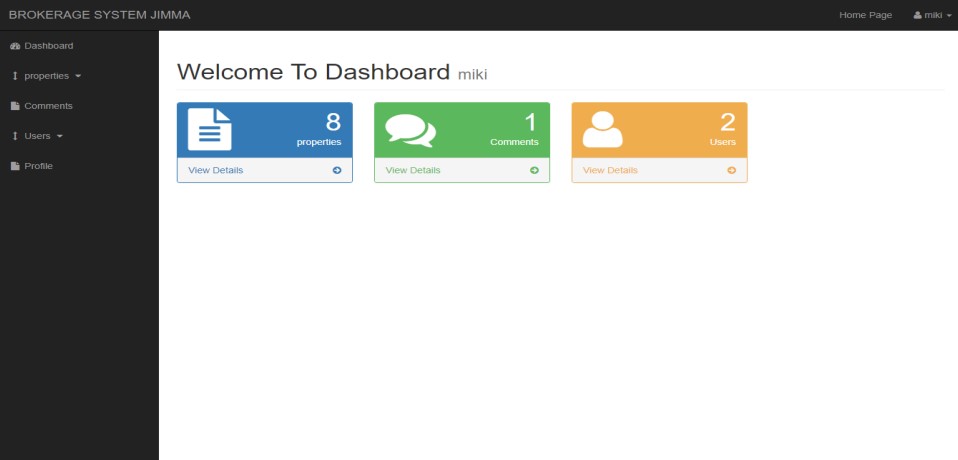 BROKERAGE SYSTEM JIMMA
Home Page
miki
Dashboard
properties
Comments
Users
Profile
Welcome To Dashboard miki
8
properties
View Details
1
Comments
View Details
2
Users
View Details